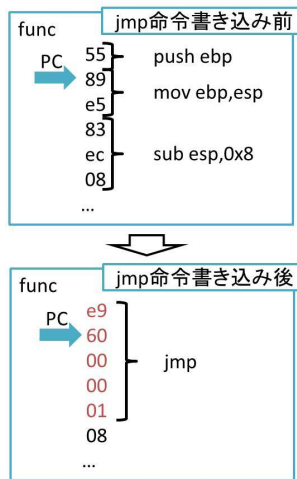 jmp命令書き込み前
func
PC
55
push ebp
89
e5
mov ebp,esp
83
ec
08
sub esp,0x8
…
jmp命令書き込み後
func
PC
e9
60
00
00
01
jmp
08
…